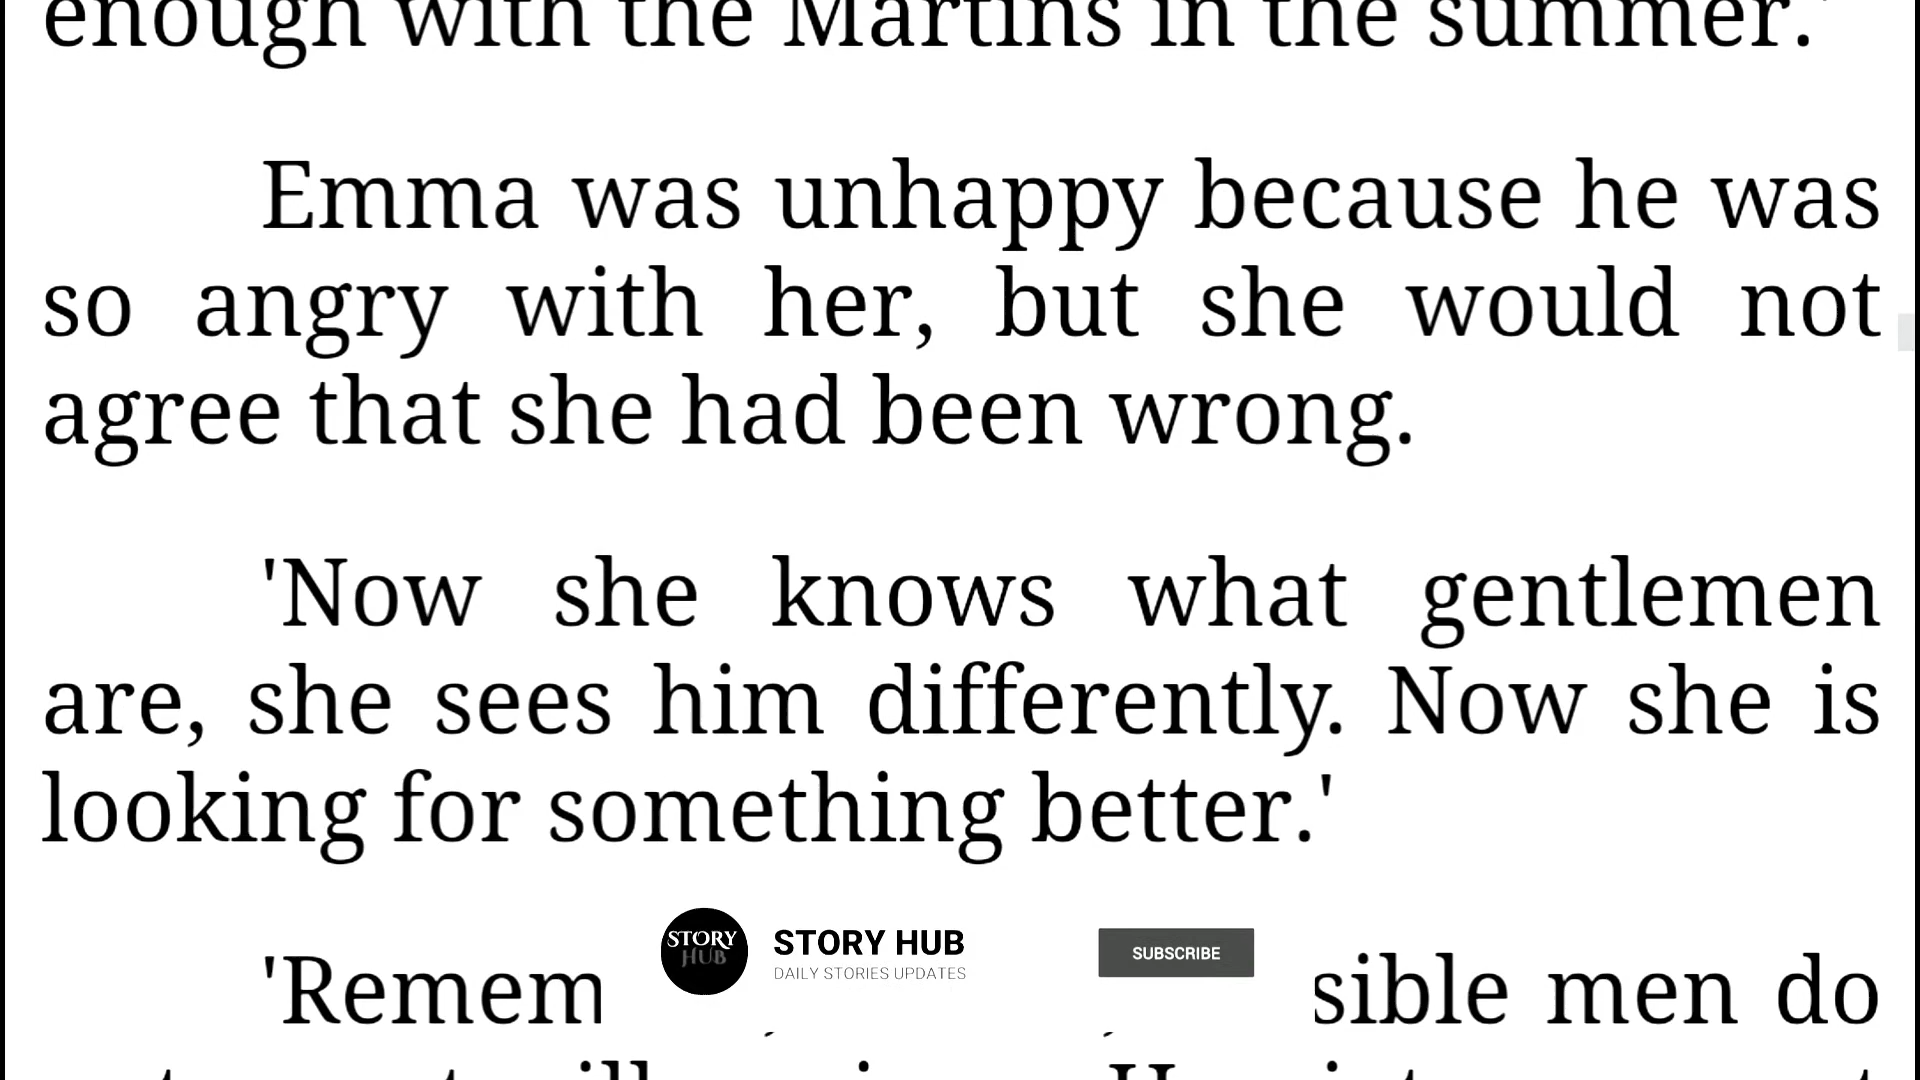 enough with the Martins in the summer.'
Emma was unhappy because he was
so angry with her, but she would not
agree that she had been wrong.
'Now she knows what gentlemen
are, she sees him differently. Now she is
looking for something better.'
STORY HUB
STORY HUB
DAILY STORIES UPDATES
SUBSCRIBE
men do